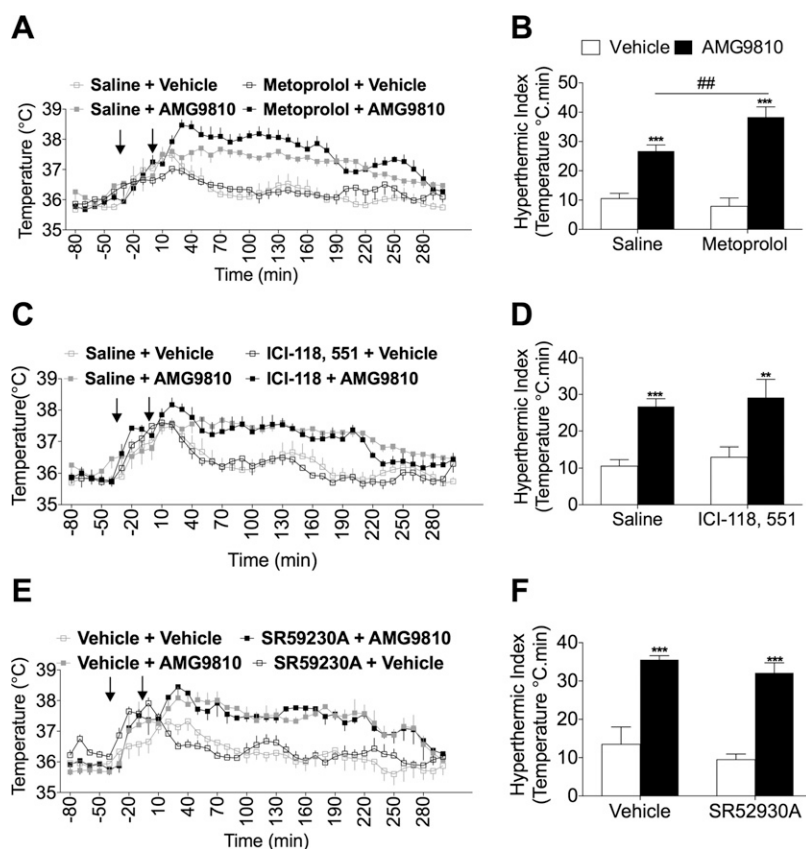 A
Saline + Vehicle Metoprolol + Vehicle
Saline + AMG9810 Metoprolol + AMG9810
Temperature (°C)
39
38
37
36
35
-80 -50 -20 10 40 70 100 130 160 190 220 250 280
Time (min)
B
Vehicle AMG9810
Hyperthermic Index
(Temperature °C.min)
50
40
30
20
10
0
***
##
***
Saline Metoprolol
C
Saline + Vehicle ICI-118, 551 + Vehicle
Saline + AMG9810 ICI-118 + AMG9810
Temperature(°C)
39
38
37
36
35
-80 -50 -20 10 40 70 100 130 160 190 220 250 280
Time (min)
D
Hyperthermic Index
(Temperature °C.min)
40
30
20
10
0
***
**
Saline ICI-118, 551
E
Vehicle + Vehicle SR59230A + AMG9810
Vehicle + AMG9810 SR59230A + Vehicle
Temperature (°C)
39
38
37
36
35
-80 -50 -20 10 40 70 100 130 160 190 220 250 280
Time (min)
F
Hyperthermic Index
(Temperature °C.min)
40
30
20
10
0
***
***
Vehicle SR52930A